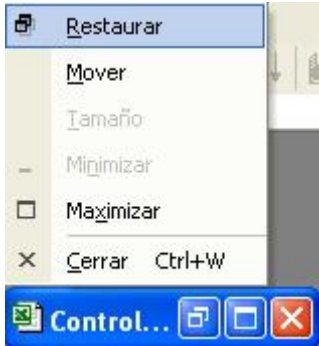 Restaurar
Mover
Tamaño
Minimizar
Maximizar
Cerrar Ctrl+W
Control...